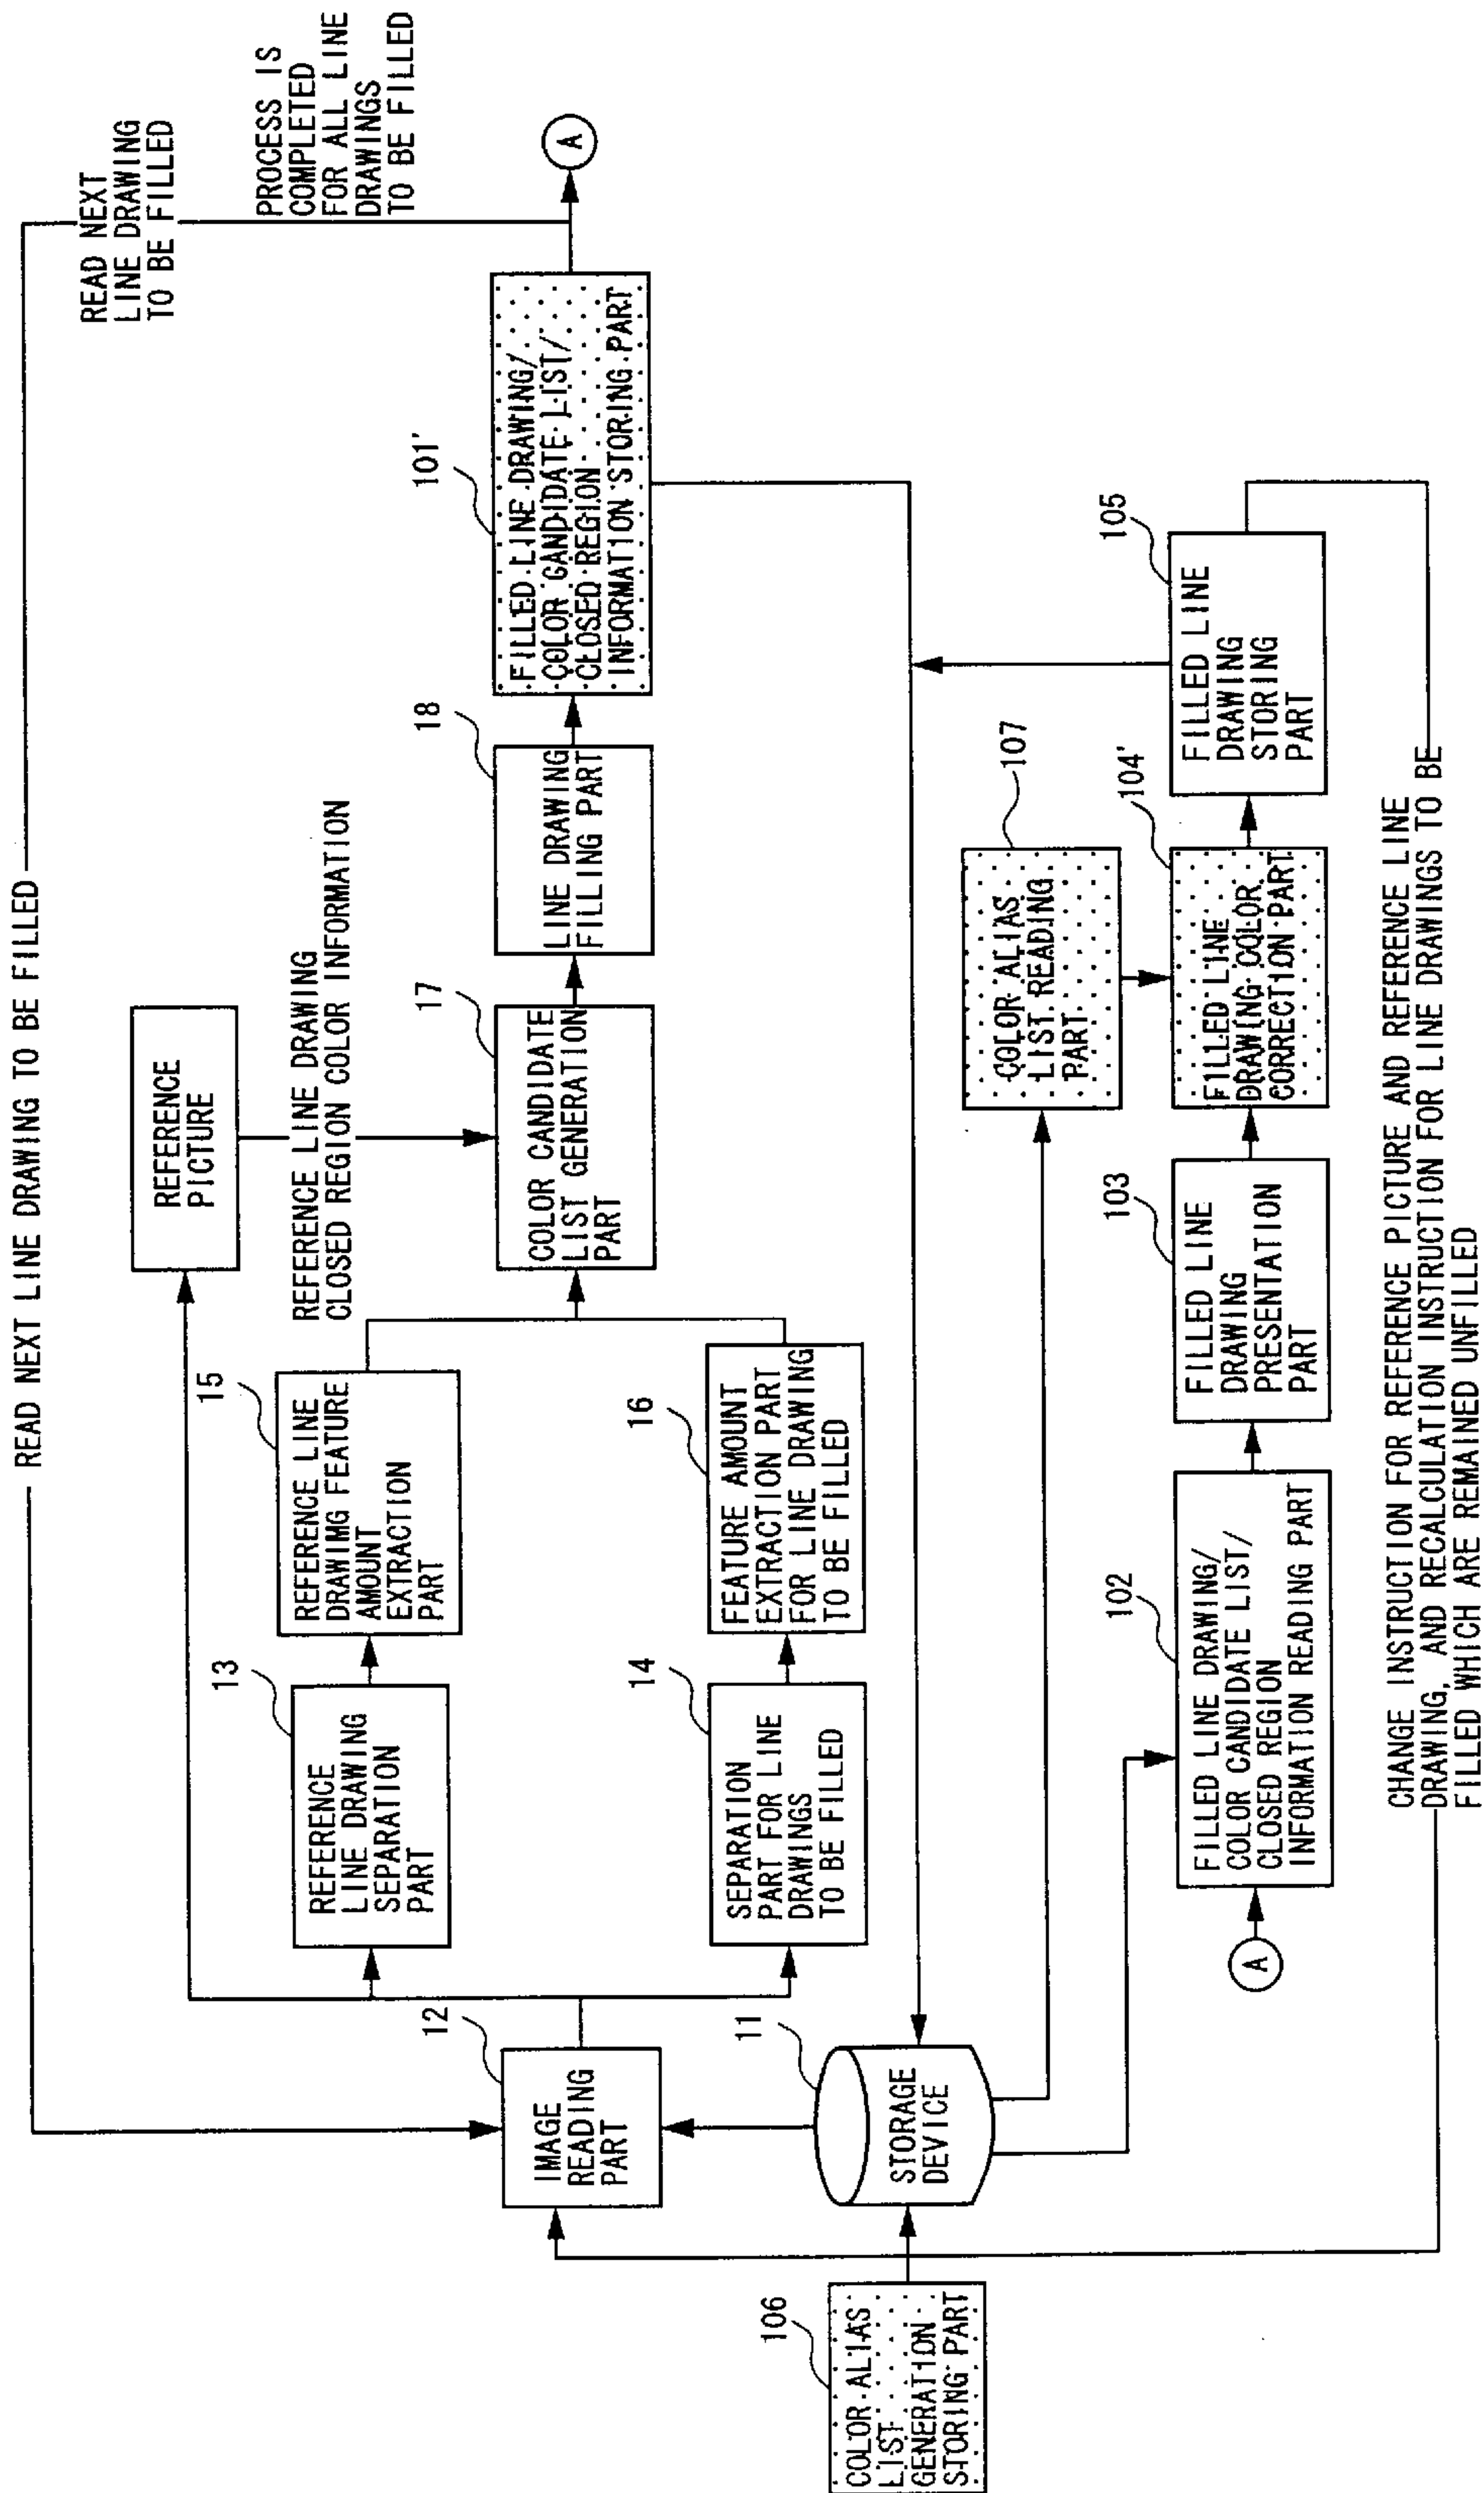 READ NEXT LINE DRAWING TO BE FILLED
READ NEXT
LINE DRAWING
TO BE FILLED
PROCESS IS
COMPLETED
FOR ALL LINE
DRAWINGS
TO BE FILLED
A
REFERENCE
PICTURE
REFERENCE LINE DRAWING
CLOSED REGION COLOR INFORMATION
12
IMAGE
READING
PART
13
REFERENCE
LINE DRAWING
SEPARATION
PART
15
REFERENCE LINE
DRAWIMG FEATURE
AMOUNT
EXTRACTION
PART
14
SEPARATION
PART FOR LINE
DRAWINGS
TO BE FILLED
16
FEATURE AMOUNT
EXTRACTION PART
FOR LINE DRAWING
TO BE FILLED
17
COLOR CANDIDATE
LIST GENERATION
PART
18
LINE DRAWING
FILLING PART
101'
FILLED LINE DRAWING/
COLOR CANDIDATE LIST/
CLOSED REGION
INFORMATION STORING PART
106
COLOR ALIAS
LIST
GENERATION
STORING PART
11
STORAGE
DEVICE
107
COLOR ALIAS
LIST READING
PART
A
102
FILLED LINE DRAWING/
COLOR CANDIDATE LIST/
CLOSED REGION
INFORMATION READING PART
103
FILLED LINE
DRAWING
PRESENTATION
PART
104'
FILLED LINE
DRAWING COLOR
CORRECTION PART
105
FILLED LINE
DRAWING
STORING
PART
CHANGE INSTRUCTION FOR REFERENCE PICTURE AND REFERENCE LINE
DRAWING, AND RECALCULATION INSTRUCTION FOR LINE DRAWINGS TO BE
FILLED WHICH ARE REMAINED UNFILLED